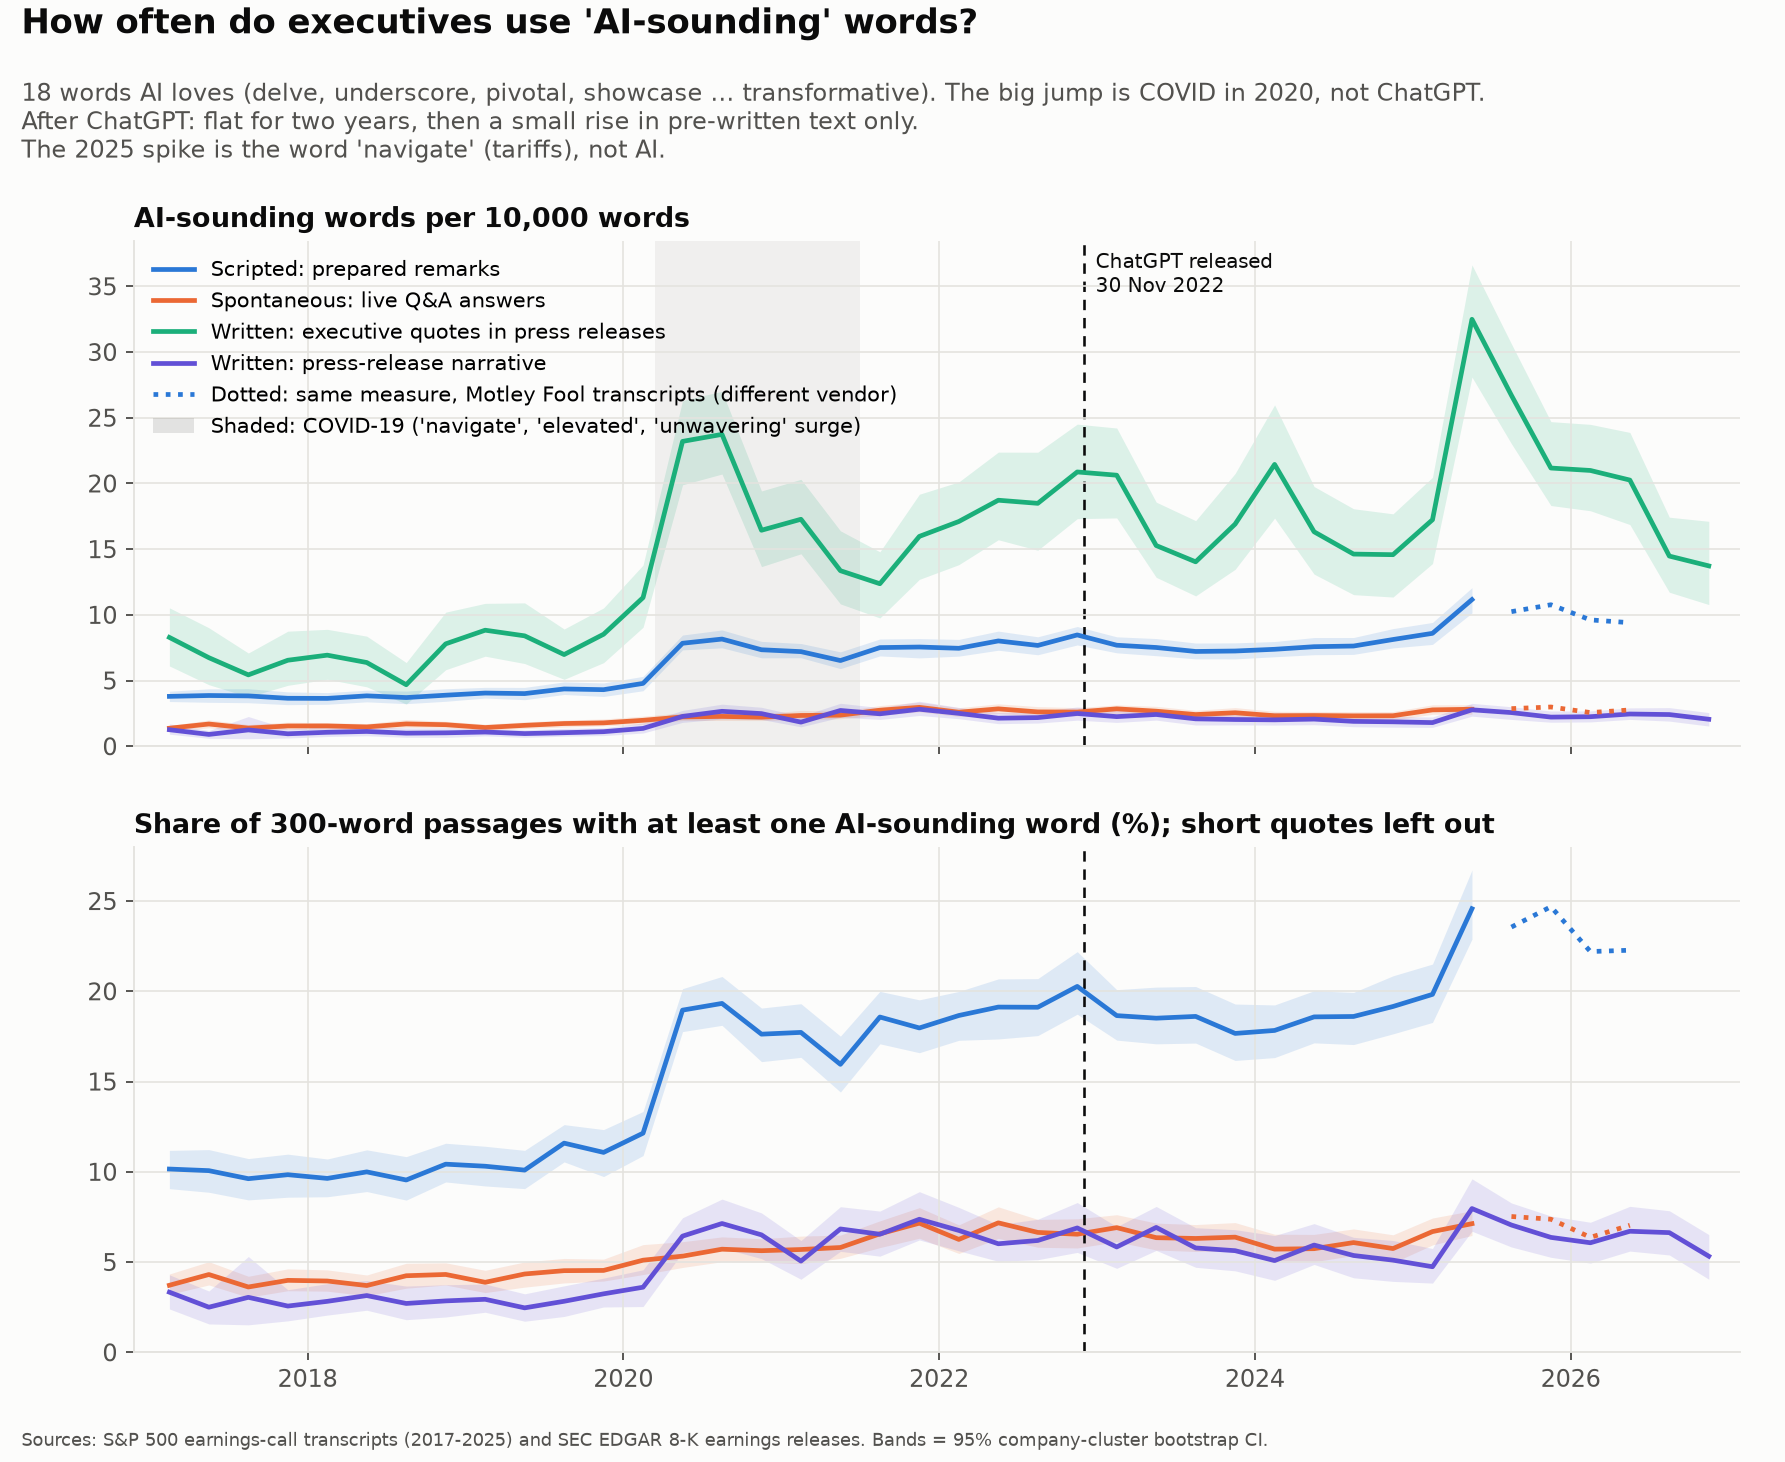 How often do executives use 'AI-sounding' words?
18 words AI loves (delve, underscore, pivotal, showcase ... transformative). The big jump is COVID in 2020, not ChatGPT.
After ChatGPT: flat for two years, then a small rise in pre-written text only.
The 2025 spike is the word 'navigate' (tariffs), not AI.
AI-sounding words per 10,000 words
Scripted: prepared remarks
Spontaneous: live Q&A answers
Written: executive quotes in press releases
Written: press-release narrative
Dotted: same measure, Motley Fool transcripts (different vendor)
Shaded: COVID-19 ('navigate', 'elevated', 'unwavering' surge)
ChatGPT released
30 Nov 2022
35
30
25
20
15
10
5
0
Share of 300-word passages with at least one AI-sounding word (%); short quotes left out
25
20
15
10
5
0
2018 2020 2022 2024 2026
Sources: S&P 500 earnings-call transcripts (2017-2025) and SEC EDGAR 8-K earnings releases. Bands = 95% company-cluster bootstrap CI.